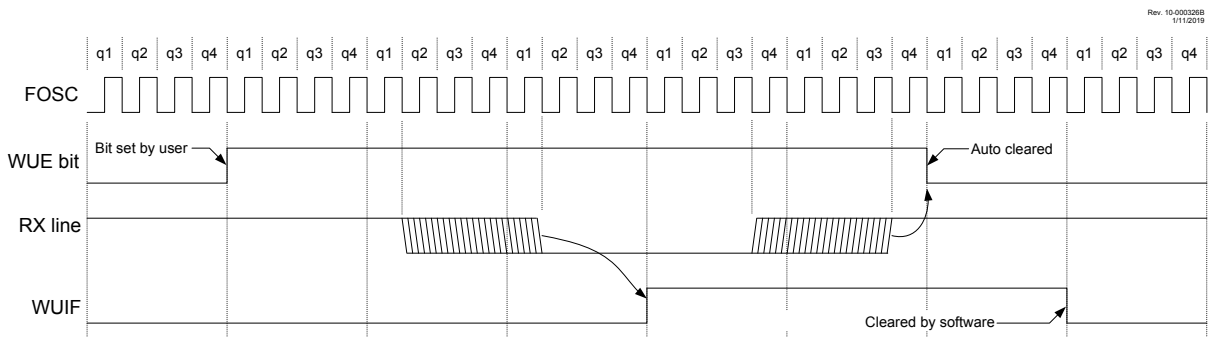 Rev. 10-000326B
1/11/2019
q1 q2 q3 q4 q1 q2 q3 q4 q1 q2 q3 q4 q1 q2 q3 q4 q1 q2 q3 q4 q1 q2 q3 q4 q1 q2 q3 q4 q1 q2 q3 q4
FOSC
Bit set by user
Auto cleared
WUE bit
RX line
WUIF
Cleared by software